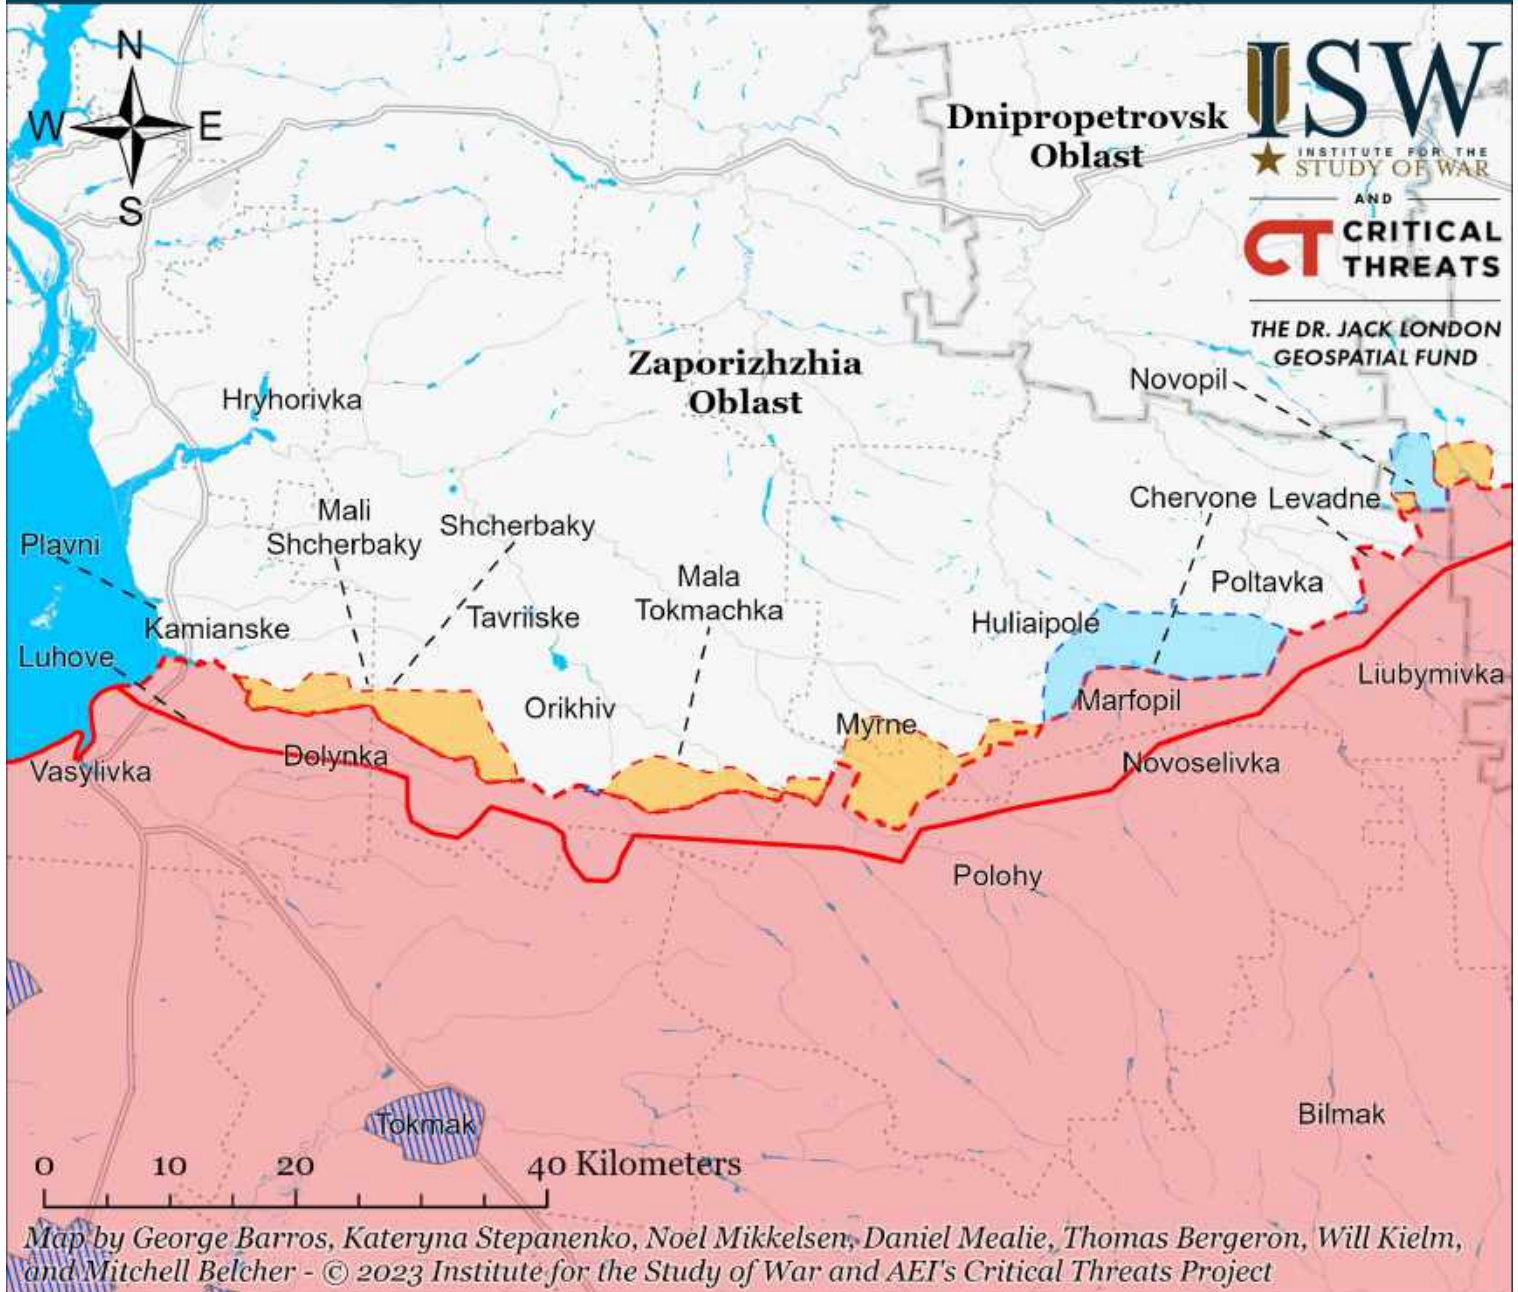 N
W
E
S
ISW
INSTITUTE FOR THE
STUDY OF WAR
AND
CT CRITICAL
THREATS
THE DR. JACK LONDON
GEOSPATIAL FUND
Dnipropetrovsk
Oblast
Zaporizhzhia
Oblast
Novopil
Hryhorivka
Chervone
Levadne
Mali
Shcherbaky
Shcherbaky
Plavni
Mala
Tokmachka
Poltavka
Tavriiske
Huliaipole
Kamianske
Luhove
Liubymivka
Marfopil
Orikhiv
Myrne
Dolynka
Vasylivka
Novoselivka
Polohy
Bilmak
Tokmak
0 10 20 40 Kilometers
Map by George Barros, Kateryna Stepanenko, Noel Mikkelsen, Daniel Mealie, Thomas Bergeron, Will Kielm,
and Mitchell Belcher - © 2023 Institute for the Study of War and AEI's Critical Threats Project